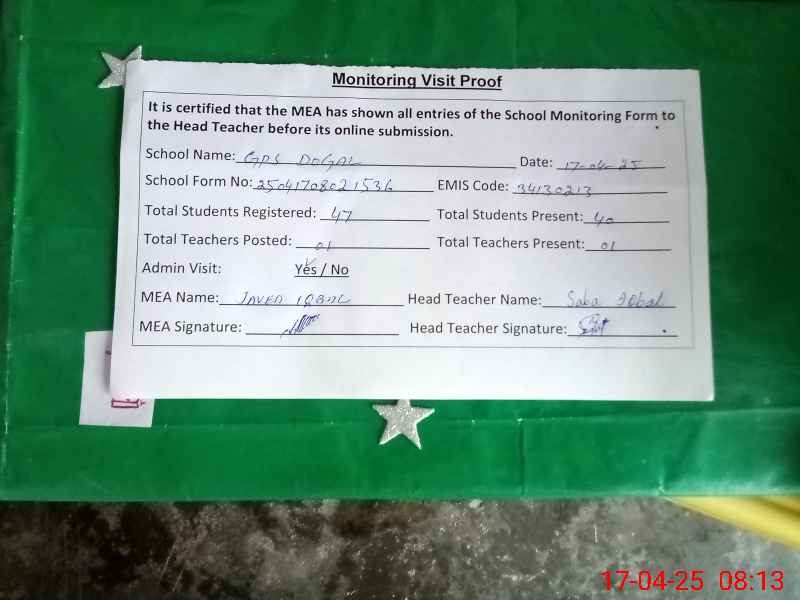 Monitoring Visit Proof
It is certified that the MEA has shown all entries of the School Monitoring Form to
the Head Teacher before its online submission.
School Name: GPS DOGAL Date: 17-04-25
School Form No: 25041708021536 EMIS Code: 34130213
Total Students Registered: 47 Total Students Present: 40
Total Teachers Posted: 01 Total Teachers Present: 01
Admin Visit: Yes / No
MEA Name: JAVED IQBAL Head Teacher Name: Saba Iqbal
MEA Signature: Head Teacher Signature:
17-04-25 08:13